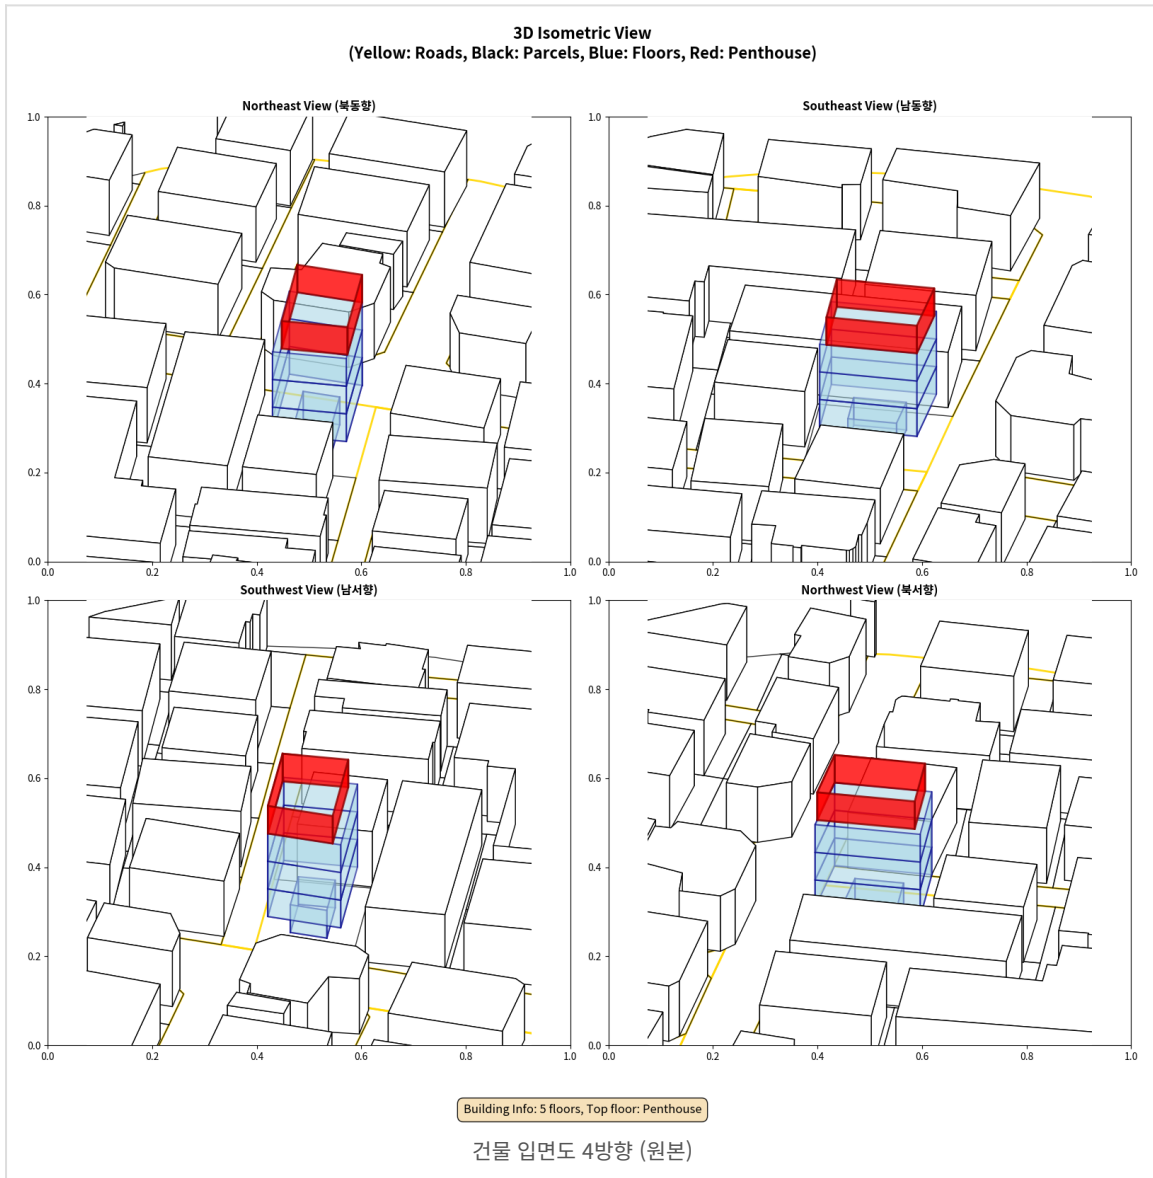 3D Isometric View
(Yellow: Roads, Black: Parcels, Blue: Floors, Red: Penthouse)
Northeast View (북동향)
1.0
0.8
0.6
0.4
0.2
0.0
0.0 0.2 0.4 0.6 0.8 1.0
Southeast View (남동향)
1.0
0.8
0.6
0.4
0.2
0.0
0.0 0.2 0.4 0.6 0.8 1.0
Southwest View (남서향)
1.0
0.8
0.6
0.4
0.2
0.0
0.0 0.2 0.4 0.6 0.8 1.0
Northwest View (북서향)
1.0
0.8
0.6
0.4
0.2
0.0
0.0 0.2 0.4 0.6 0.8 1.0
Building Info: 5 floors, Top floor: Penthouse
건물 입면도 4방향 (원본)